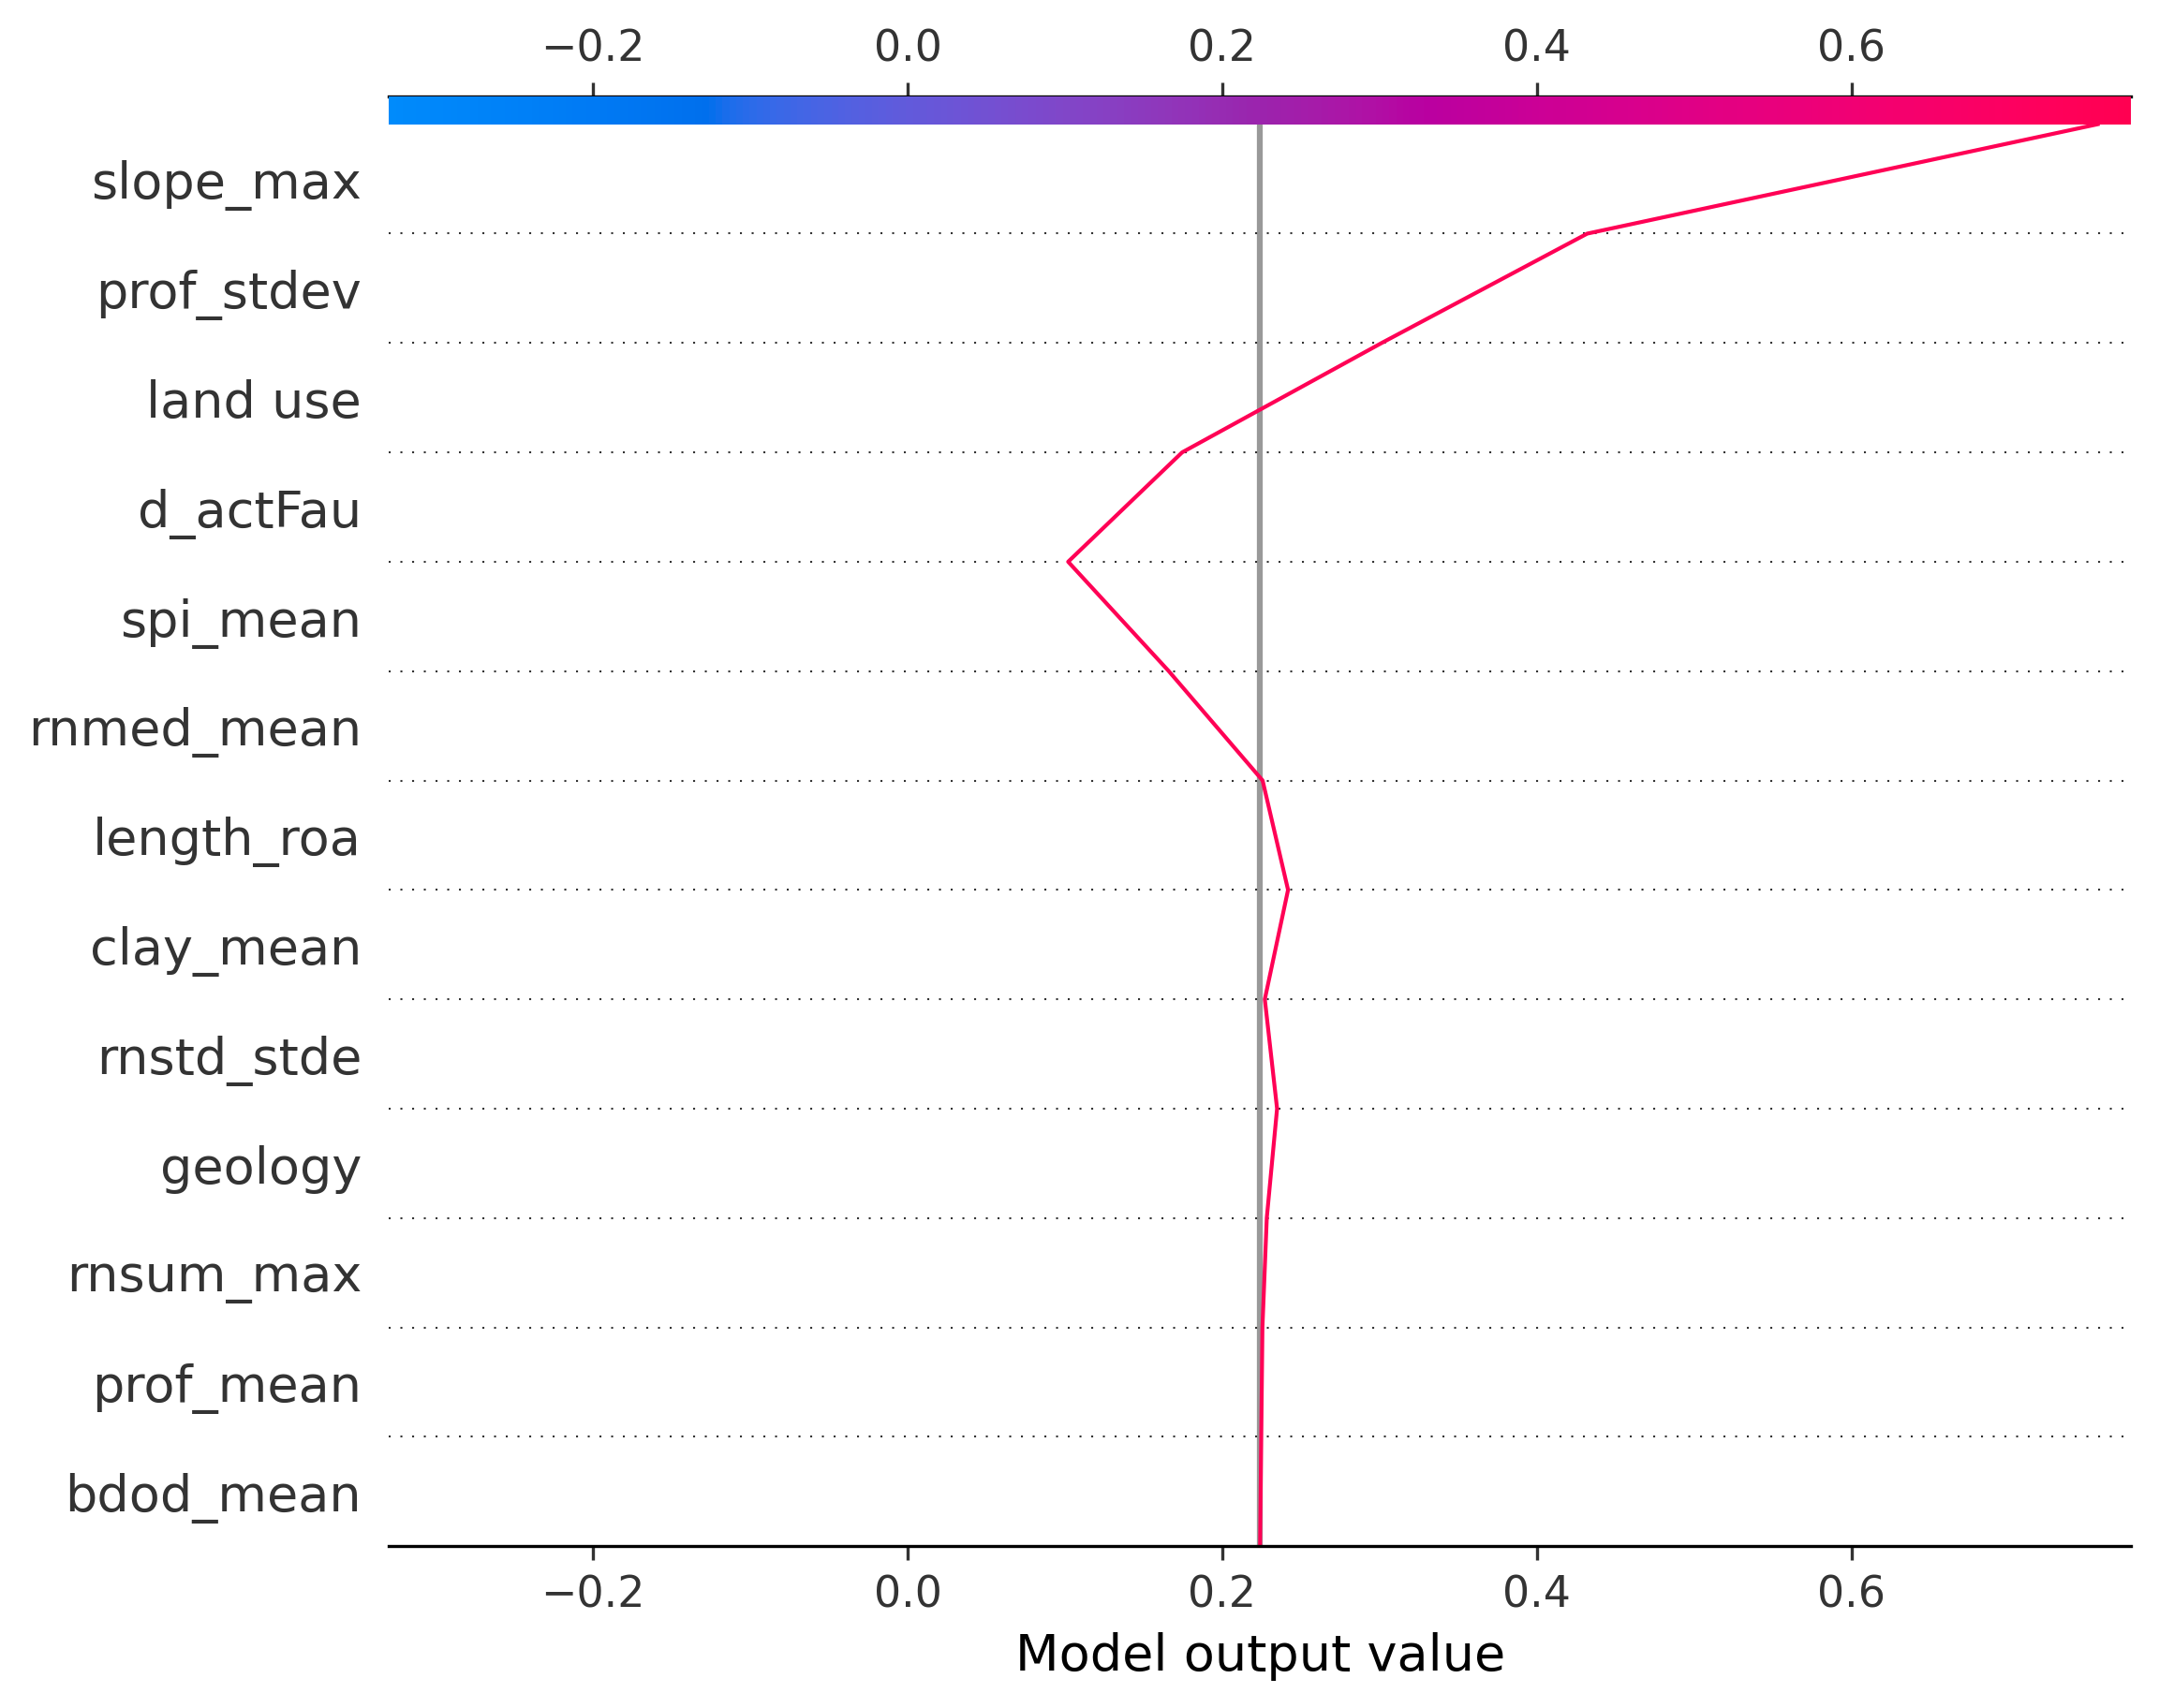 −0.2 0.0 0.2 0.4 0.6
slope_max
prof_stdev
land use
d_actFau
spi_mean
rnmed_mean
length_roa
clay_mean
rnstd_stde
geology
rnsum_max
prof_mean
bdod_mean
−0.2 0.0 0.2 0.4 0.6
Model output value